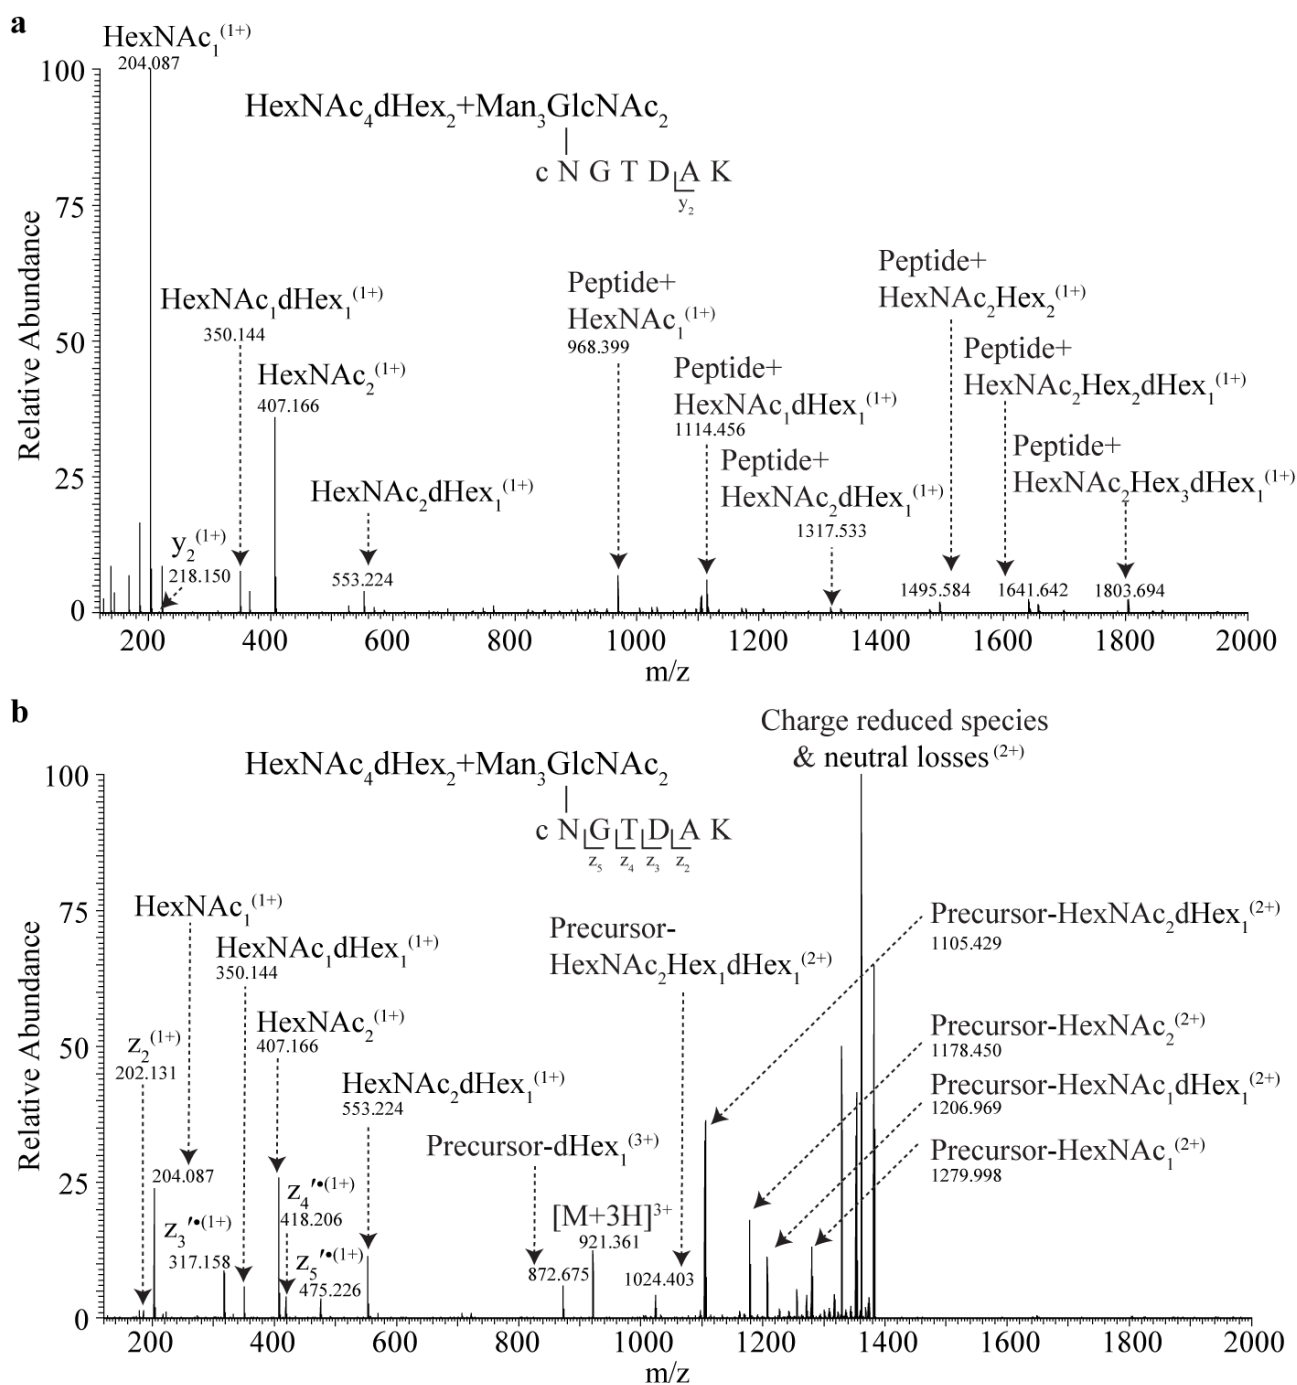 a
HexNAc1(1+)
204.087
HexNAc4dHex2+Man3GlcNAc2
c N G T D A K
y2
HexNAc1dHex1(1+)
350.144
HexNAc2(1+)
407.166
HexNAc2dHex1(1+)
553.224
y2(1+)
218.150
Peptide+
HexNAc1(1+)
968.399
Peptide+
HexNAc1dHex1(1+)
1114.456
Peptide+
HexNAc2dHex1(1+)
1317.533
Peptide+
HexNAc2Hex2(1+)
1495.584
Peptide+
HexNAc2Hex2dHex1(1+)
1641.642
Peptide+
HexNAc2Hex3dHex1(1+)
1803.694
Relative Abundance
100
75
50
25
0
200 400 600 800 1000 1200 1400 1600 1800 2000
m/z
b
Charge reduced species
& neutral losses (2+)
HexNAc4dHex2+Man3GlcNAc2
c N G T D A K
z5 z4 z3 z2
HexNAc1(1+)
204.087
HexNAc1dHex1(1+)
350.144
HexNAc2(1+)
407.166
z2(1+)
202.131
HexNAc2dHex1(1+)
553.224
z3'•(1+)
317.158
z4'•(1+)
418.206
z5'•(1+)
475.226
Precursor-dHex1(3+)
872.675
[M+3H]3+
921.361
Precursor-
HexNAc2Hex1dHex1(2+)
1024.403
Precursor-HexNAc2dHex1(2+)
1105.429
Precursor-HexNAc2(2+)
1178.450
Precursor-HexNAc1dHex1(2+)
1206.969
Precursor-HexNAc1(2+)
1279.998
Relative Abundance
100
75
50
25
0
200 400 600 800 1000 1200 1400 1600 1800 2000
m/z